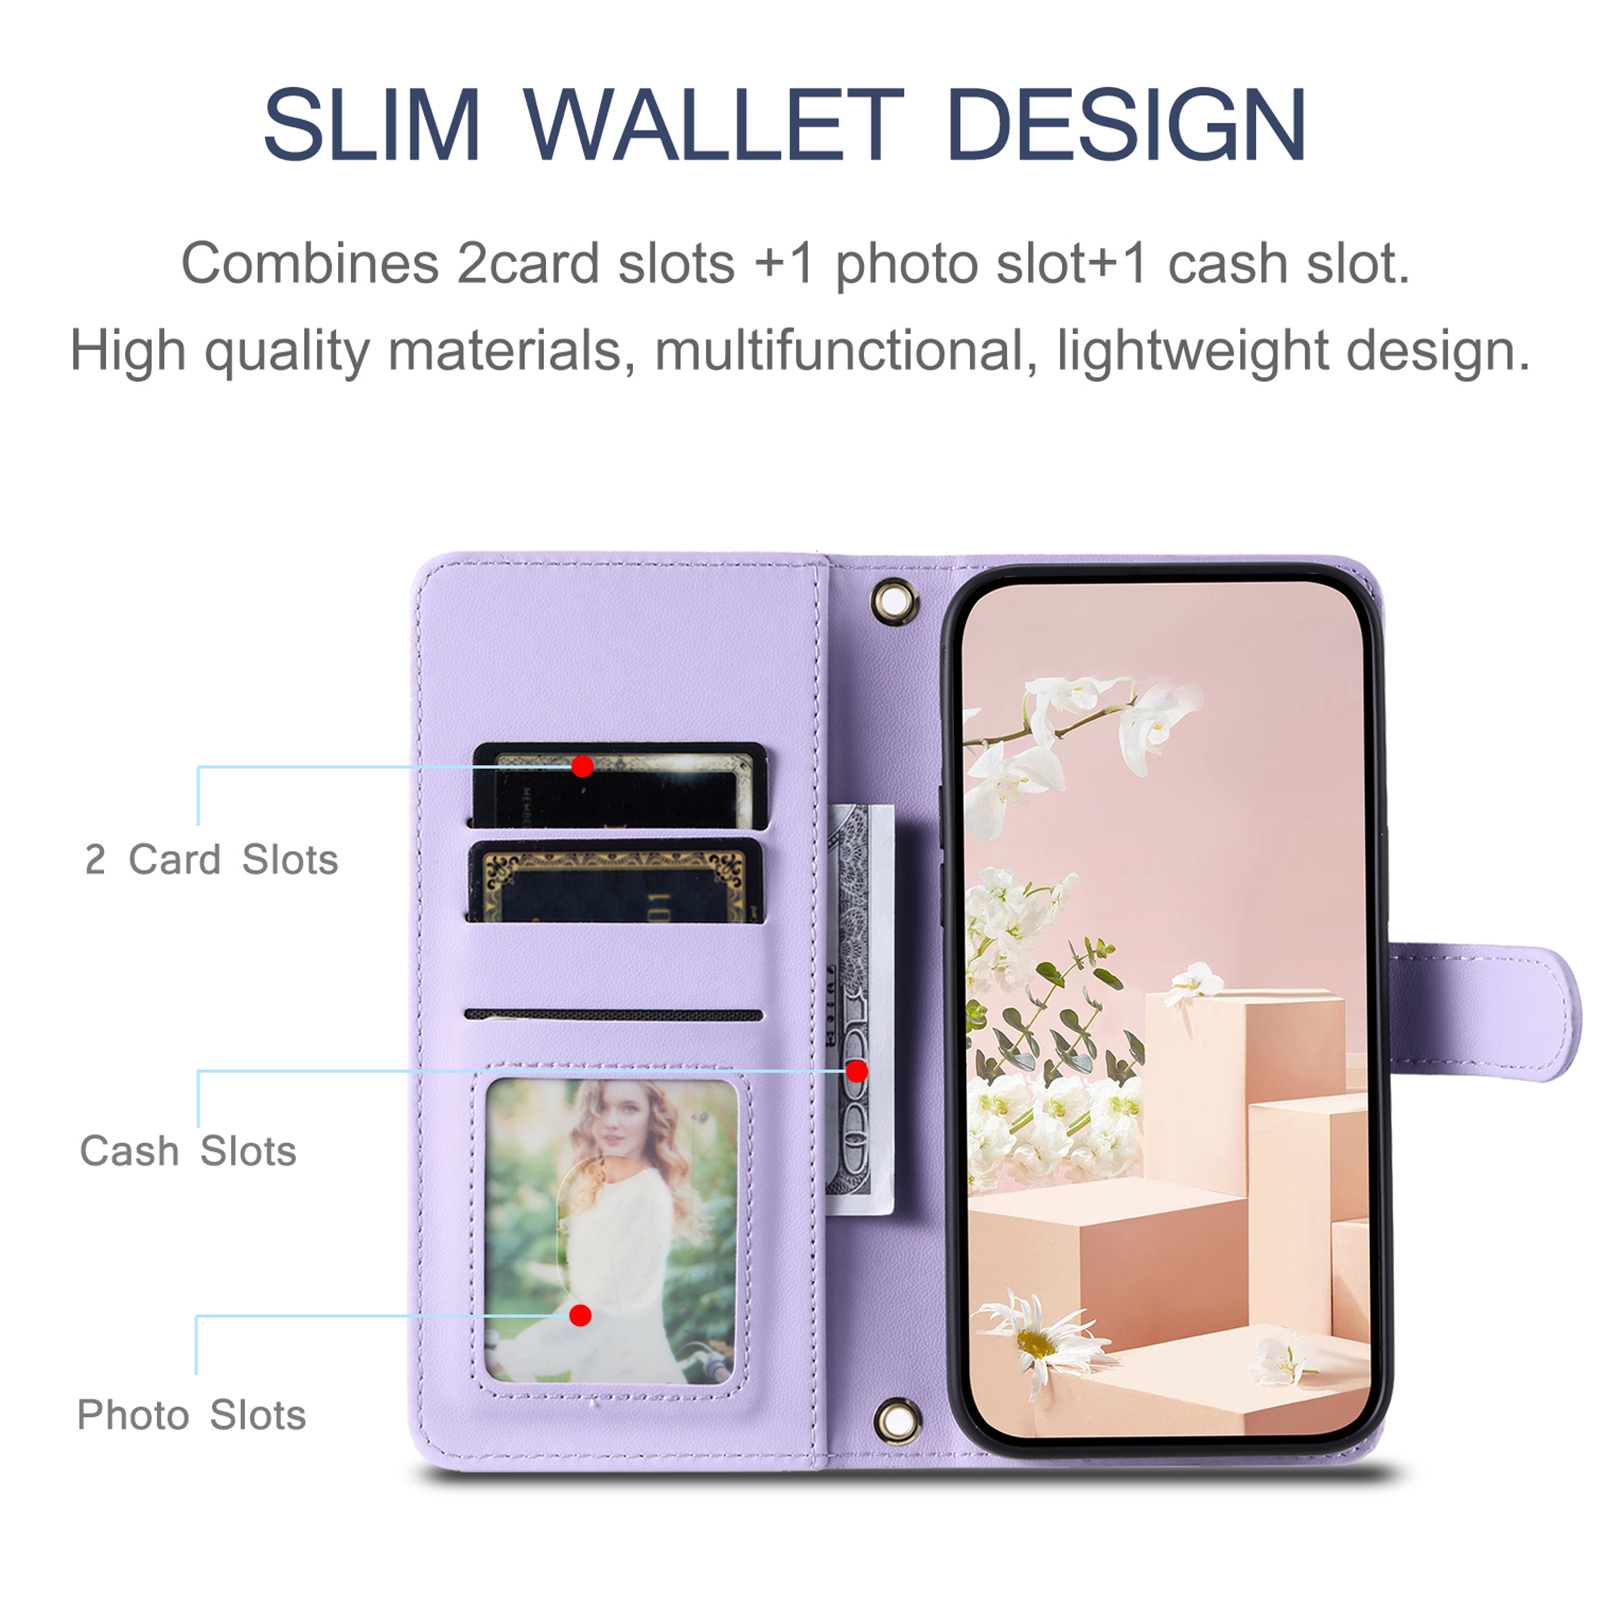 SLIM WALLET DESIGN
Combines 2card slots +1 photo slot+1 cash slot.
High quality materials, multifunctional, lightweight design.
2 Card Slots
Cash Slots
Photo Slots